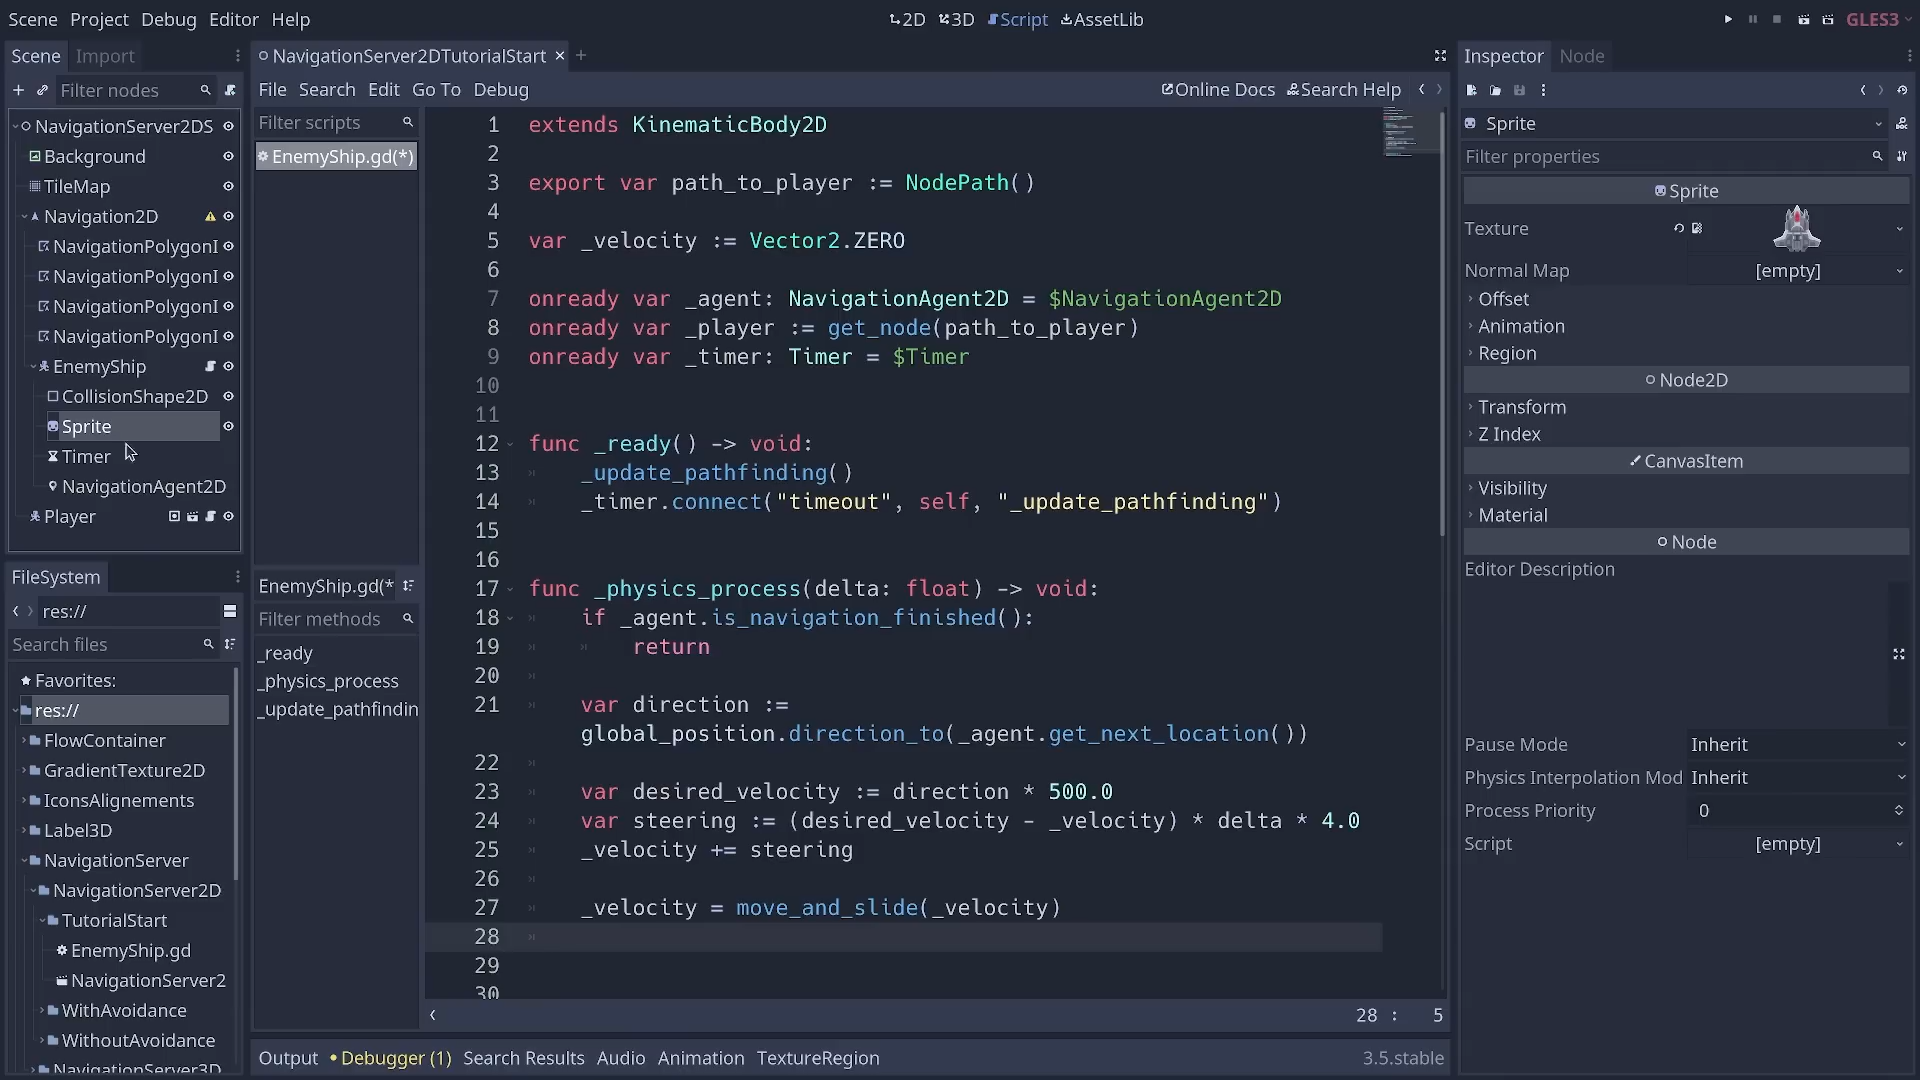 Scene Project Debug Editor Help
2D 3D Script AssetLib
GLES3
Scene Import
Filter nodes
NavigationServer2DS
Background
TileMap
Navigation2D
NavigationPolygonI
NavigationPolygonI
NavigationPolygonI
NavigationPolygonI
EnemyShip
CollisionShape2D
Sprite
Timer
NavigationAgent2D
Player
FileSystem
res://
Search files
Favorites:
res://
FlowContainer
GradientTexture2D
IconsAlignements
Label3D
NavigationServer
NavigationServer2D
TutorialStart
EnemyShip.gd
NavigationServer2
WithAvoidance
WithoutAvoidance
NavigationServer3D
NavigationServer2DTutorialStart × +
File Search Edit Go To Debug
Online Docs Search Help
Filter scripts
EnemyShip.gd(*)
EnemyShip.gd(*
Filter methods
_ready
_physics_process
_update_pathfindin
1 extends KinematicBody2D
2
3 export var path_to_player := NodePath()
4
5 var _velocity := Vector2.ZERO
6
7 onready var _agent: NavigationAgent2D = $NavigationAgent2D
8 onready var _player := get_node(path_to_player)
9 onready var _timer: Timer = $Timer
10
11
12 func _ready() -> void:
13 _update_pathfinding()
14 _timer.connect("timeout", self, "_update_pathfinding")
15
16
17 func _physics_process(delta: float) -> void:
18 if _agent.is_navigation_finished():
19 return
20
21 var direction :=
global_position.direction_to(_agent.get_next_location())
22
23 var desired_velocity := direction * 500.0
24 var steering := (desired_velocity - _velocity) * delta * 4.0
25 _velocity += steering
26
27 _velocity = move_and_slide(_velocity)
28
29
30
28 : 5
Output Debugger (1) Search Results Audio Animation TextureRegion
3.5.stable
Inspector Node
Sprite
Filter properties
Sprite
Texture
Normal Map [empty]
Offset
Animation
Region
Node2D
Transform
Z Index
CanvasItem
Visibility
Material
Node
Editor Description
Pause Mode Inherit
Physics Interpolation Mod Inherit
Process Priority 0
Script [empty]